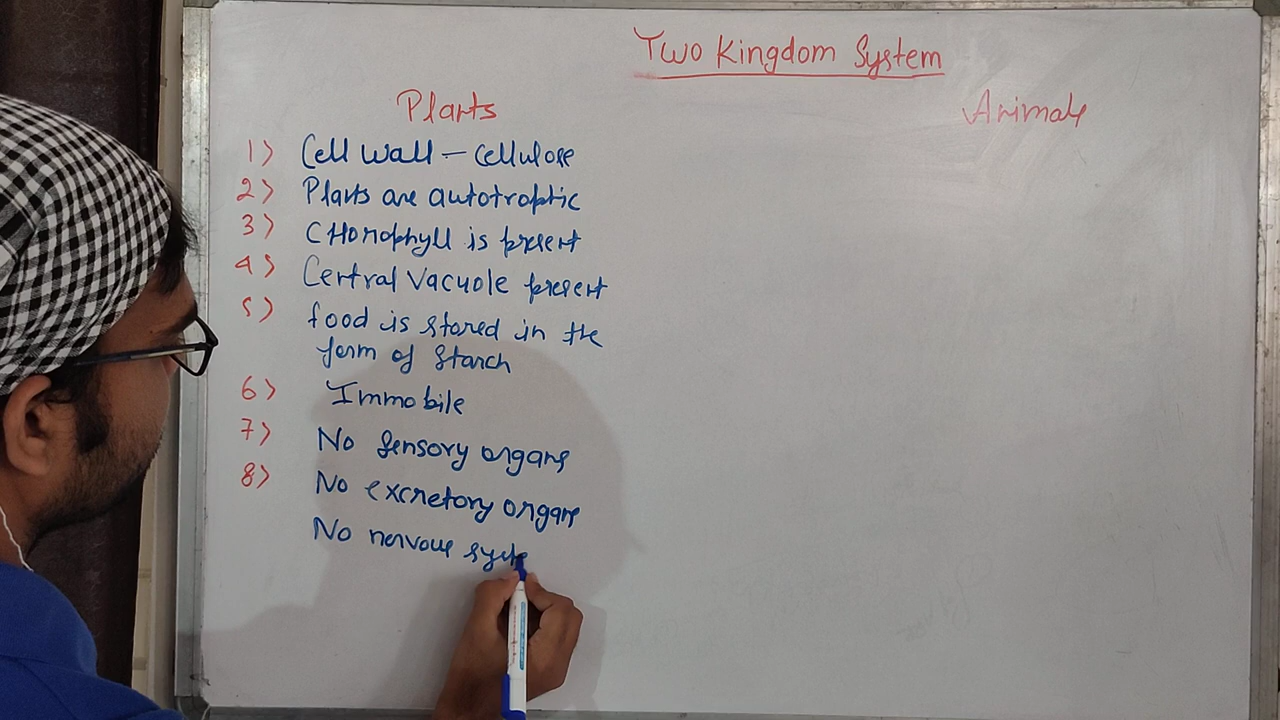 Two Kingdom System
Plants
Animals
1) Cell Wall – Cellulose
2) Plants are autotroptic
3) CHorophyll is present
4) Central Vacuole present
5) food is stored in the
form of Starch
6) Immobile
7) No Sensory organs
8) No excretory organs
No nervous syste